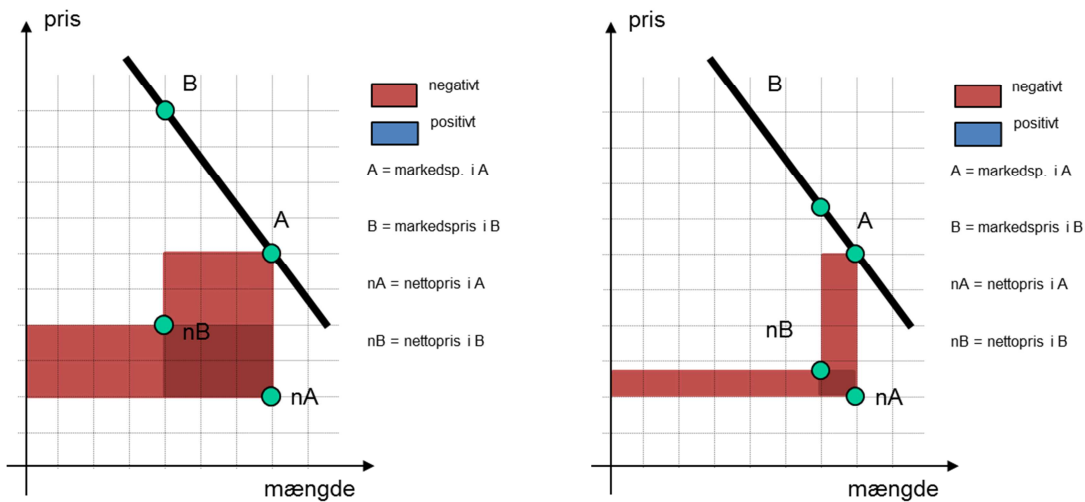 pris
B
negativt
positivt
A = markedsp. i A
A
B = markedspris i B
nA = nettopris i A
nB
nB = nettopris i B
nA
mængde
pris
B
negativt
positivt
A = markedsp. i A
A
B = markedspris i B
nA = nettopris i A
nB
nB = nettopris i B
nA
mængde